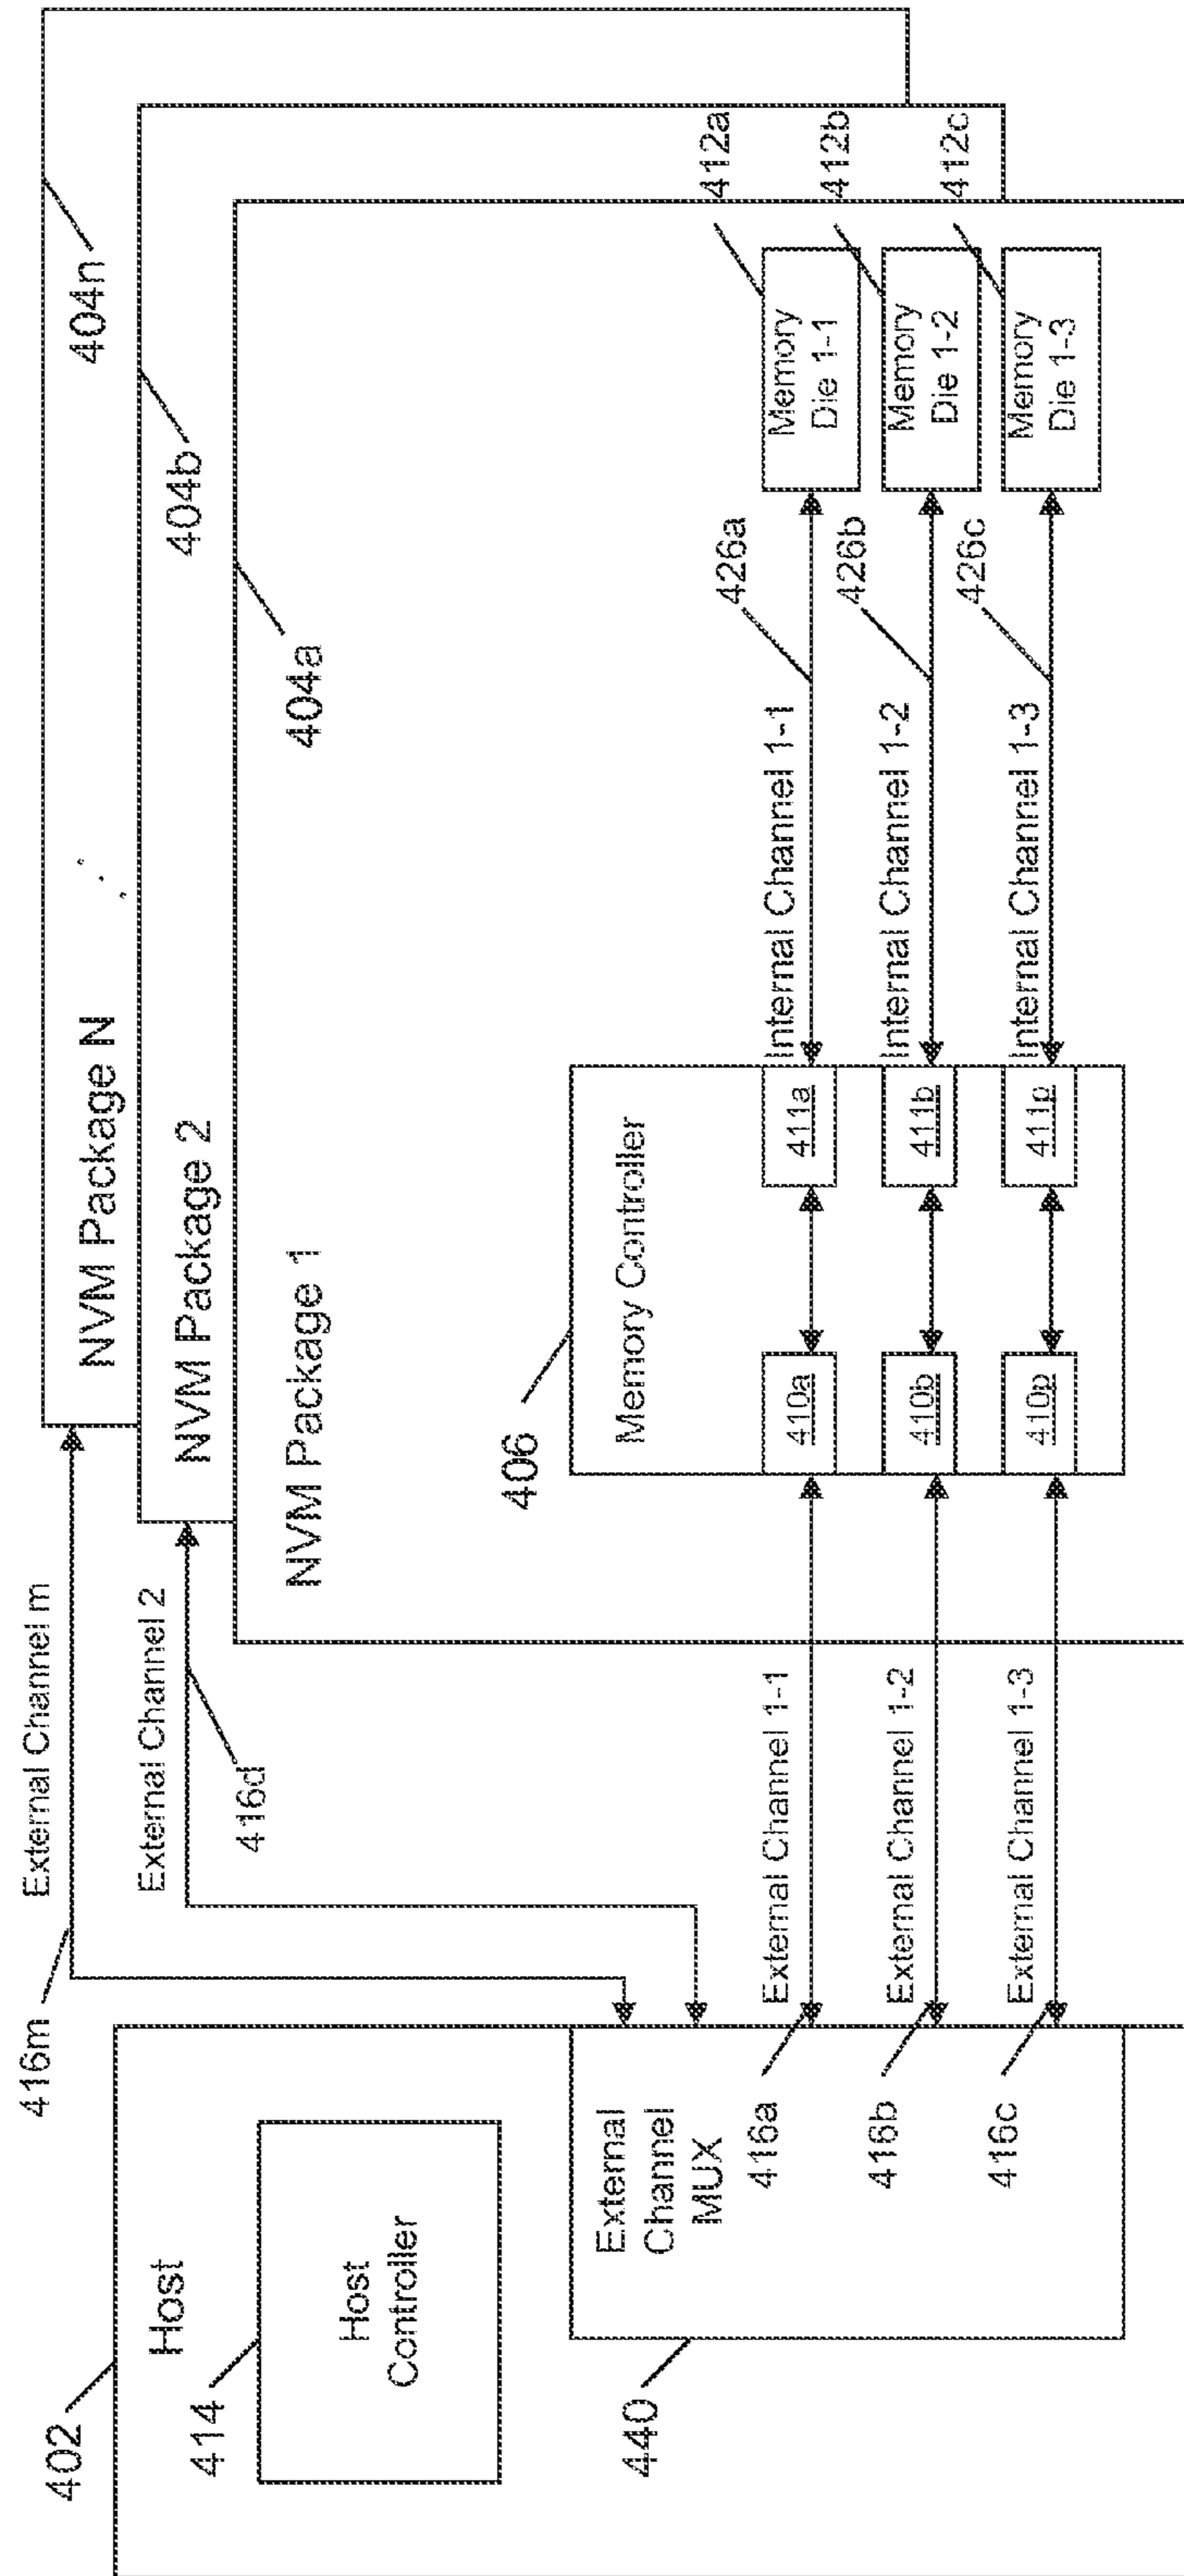 402
Host
414
Host
Controller
440
External
Channel
MUX
416a
416b
416c
416m
External Channel m
External Channel 2
416d
External Channel 1-1
External Channel 1-2
External Channel 1-3
NVM Package N
NVM Package 2
NVM Package 1
404n
404b
404a
406
Memory Controller
410a
411a
410b
411b
410p
411p
Internal Channel 1-1
426a
Internal Channel 1-2
426b
Internal Channel 1-3
426c
Memory
Die 1-1
412a
Memory
Die 1-2
412b
Memory
Die 1-3
412c